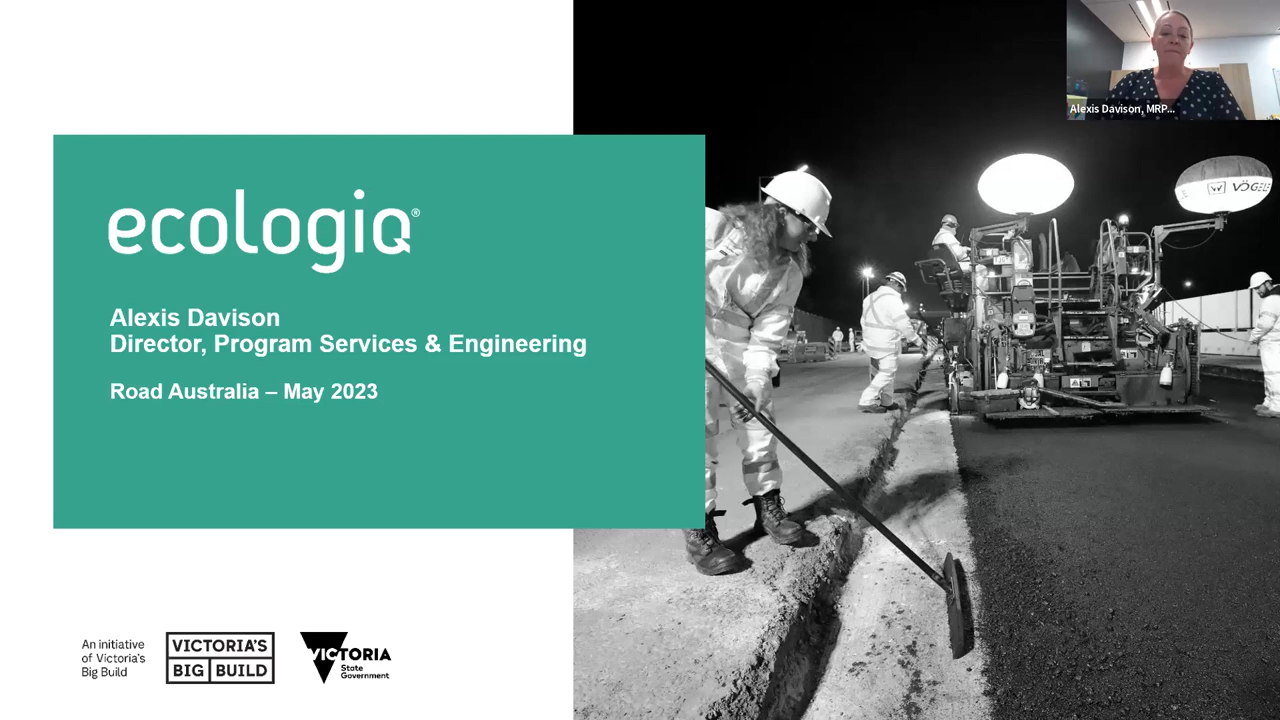 Alexis Davison, MRP...
ecologiQ®
Alexis Davison
Director, Program Services & Engineering
Road Australia – May 2023
VÖGELE
An initiative
of Victoria's
Big Build
VICTORIA'S
BIG BUILD
VICTORIA
State
Government